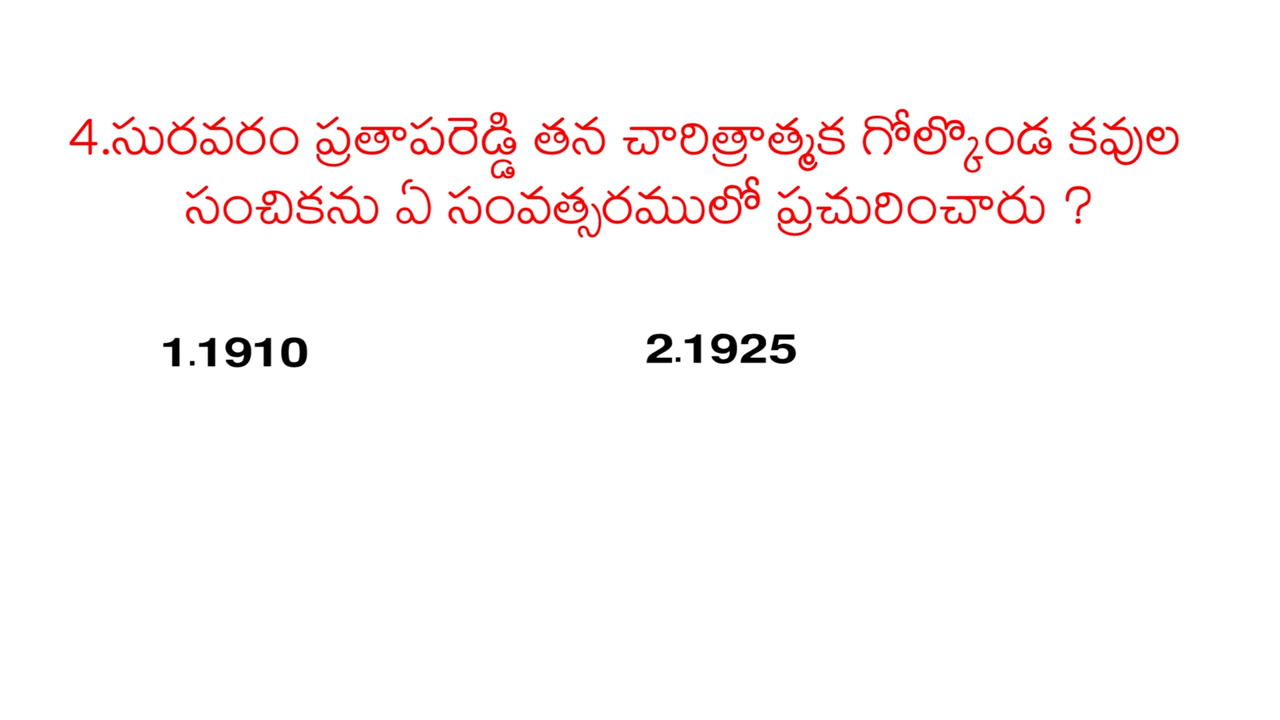 4.సురవరం ప్రతాపరెడ్డి తన చారిత్రాత్మక గోల్కొండ కవుల
సంచికను ఏ సంవత్సరములో ప్రచురించారు ?
1.1910 2.1925